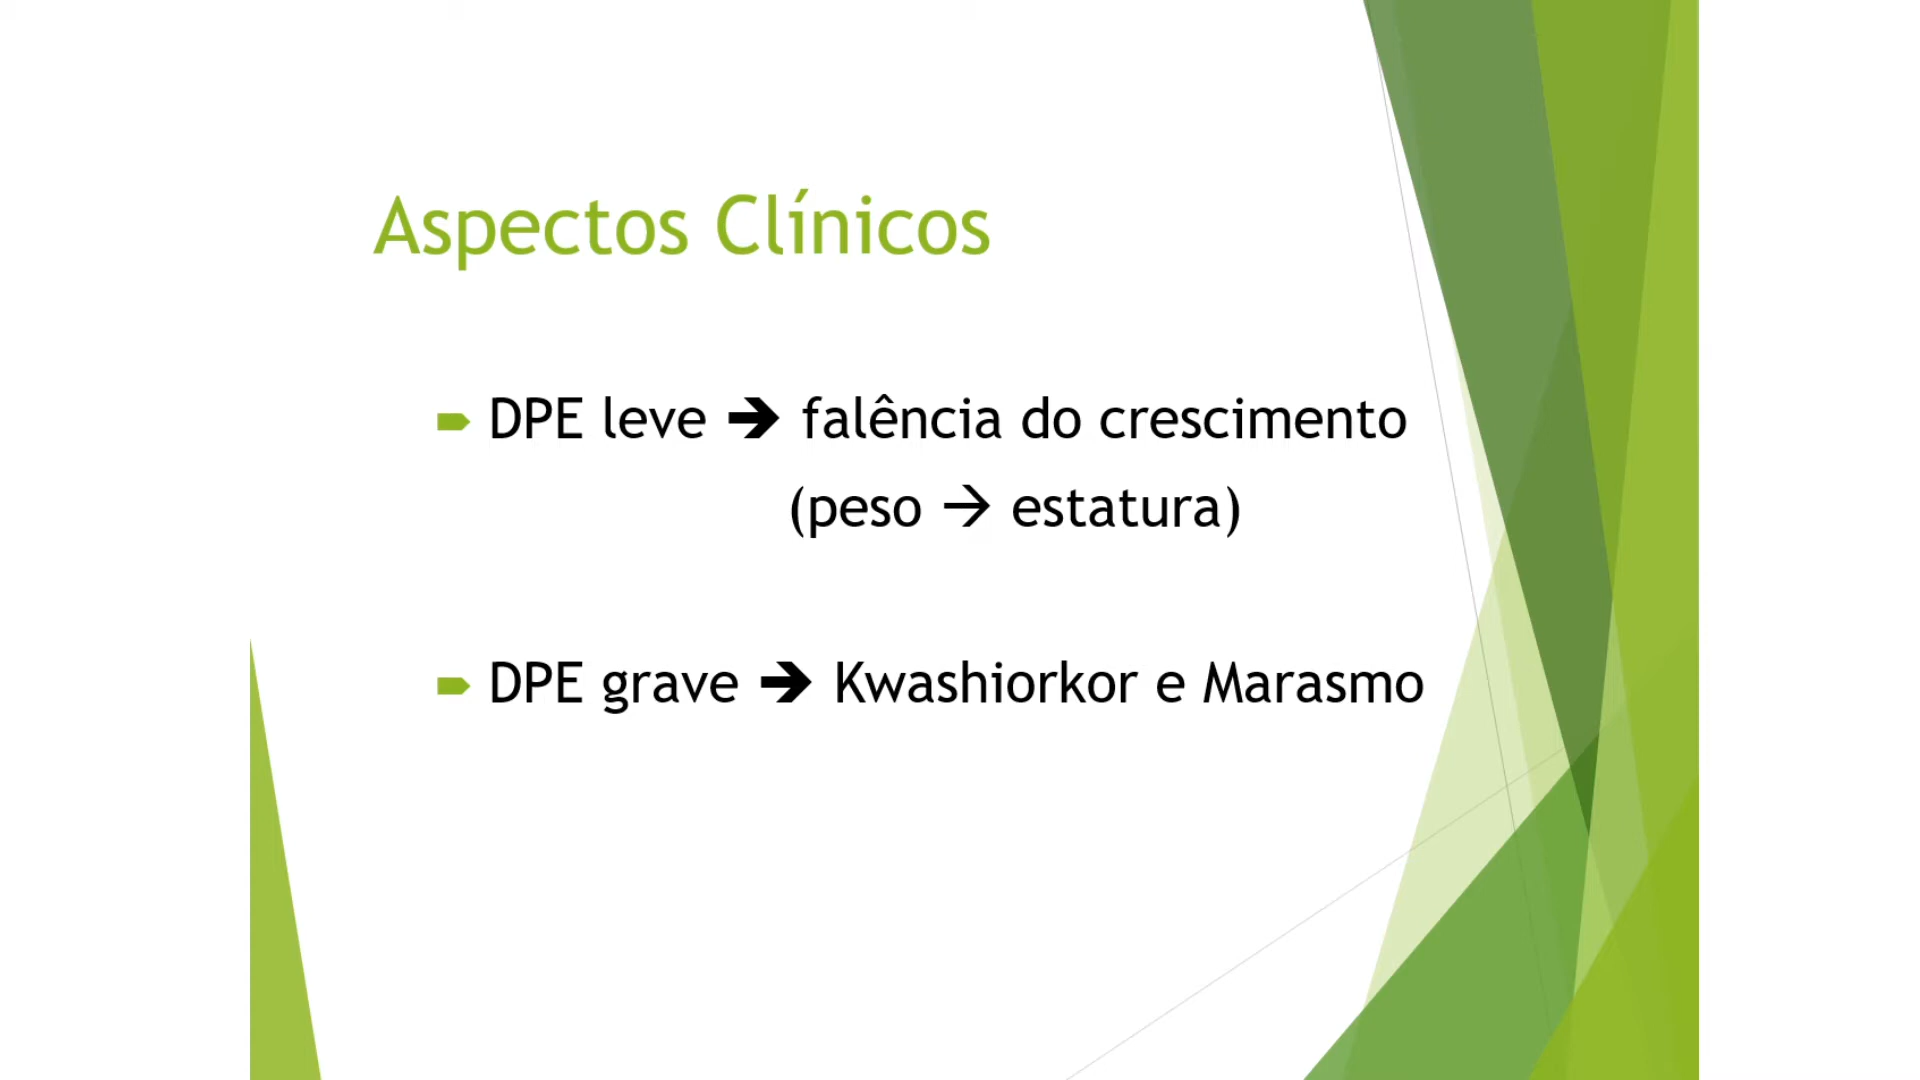 Aspectos Clínicos
DPE leve ➔ falência do crescimento
(peso → estatura)
DPE grave ➔ Kwashiorkor e Marasmo